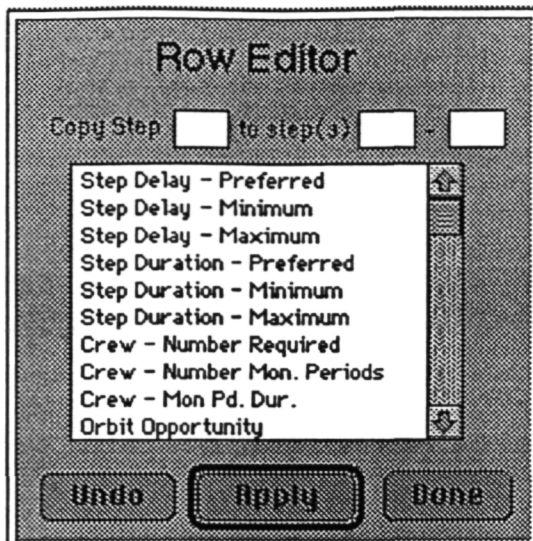 Row Editor
Copy Step to step(s) -
Step Delay - Preferred
Step Delay - Minimum
Step Delay - Maximum
Step Duration - Preferred
Step Duration - Minimum
Step Duration - Maximum
Crew - Number Required
Crew - Number Mon. Periods
Crew - Mon Pd. Dur.
Orbit Opportunity
Undo Apply Done